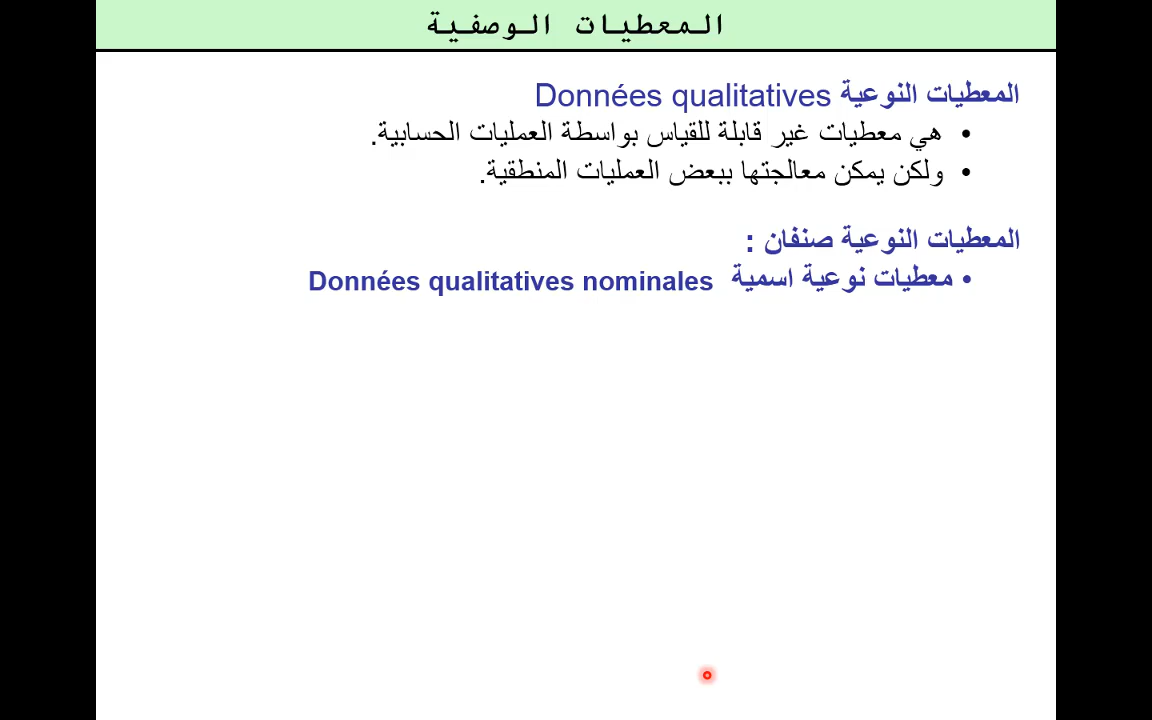 المعطيات الوصفية
المعطيات النوعية Données qualitatives
• هي معطيات غير قابلة للقياس بواسطة العمليات الحسابية.
• ولكن يمكن معالجتها ببعض العمليات المنطقية.
المعطيات النوعية صنفان :
• معطيات نوعية اسمية Données qualitatives nominales